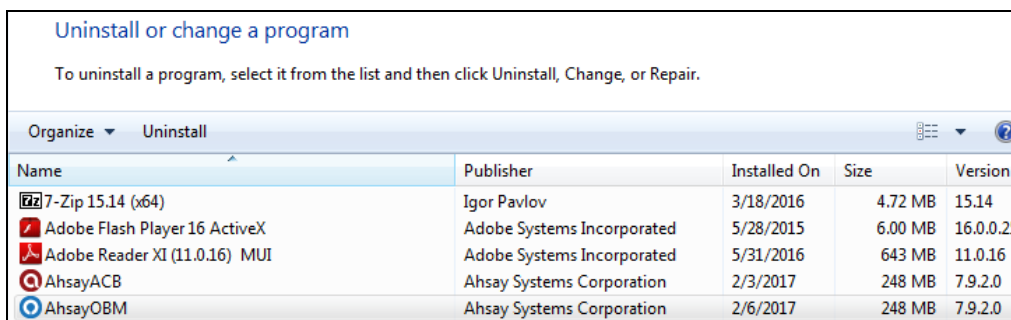 Uninstall or change a program
To uninstall a program, select it from the list and then click Uninstall, Change, or Repair.
Organize Uninstall
Name Publisher Installed On Size Version
7-Zip 15.14 (x64) Igor Pavlov 3/18/2016 4.72 MB 15.14
Adobe Flash Player 16 ActiveX Adobe Systems Incorporated 5/28/2015 6.00 MB 16.0.0.2
Adobe Reader XI (11.0.16) MUI Adobe Systems Incorporated 5/31/2016 643 MB 11.0.16
AhsayACB Ahsay Systems Corporation 2/3/2017 248 MB 7.9.2.0
AhsayOBM Ahsay Systems Corporation 2/6/2017 248 MB 7.9.2.0